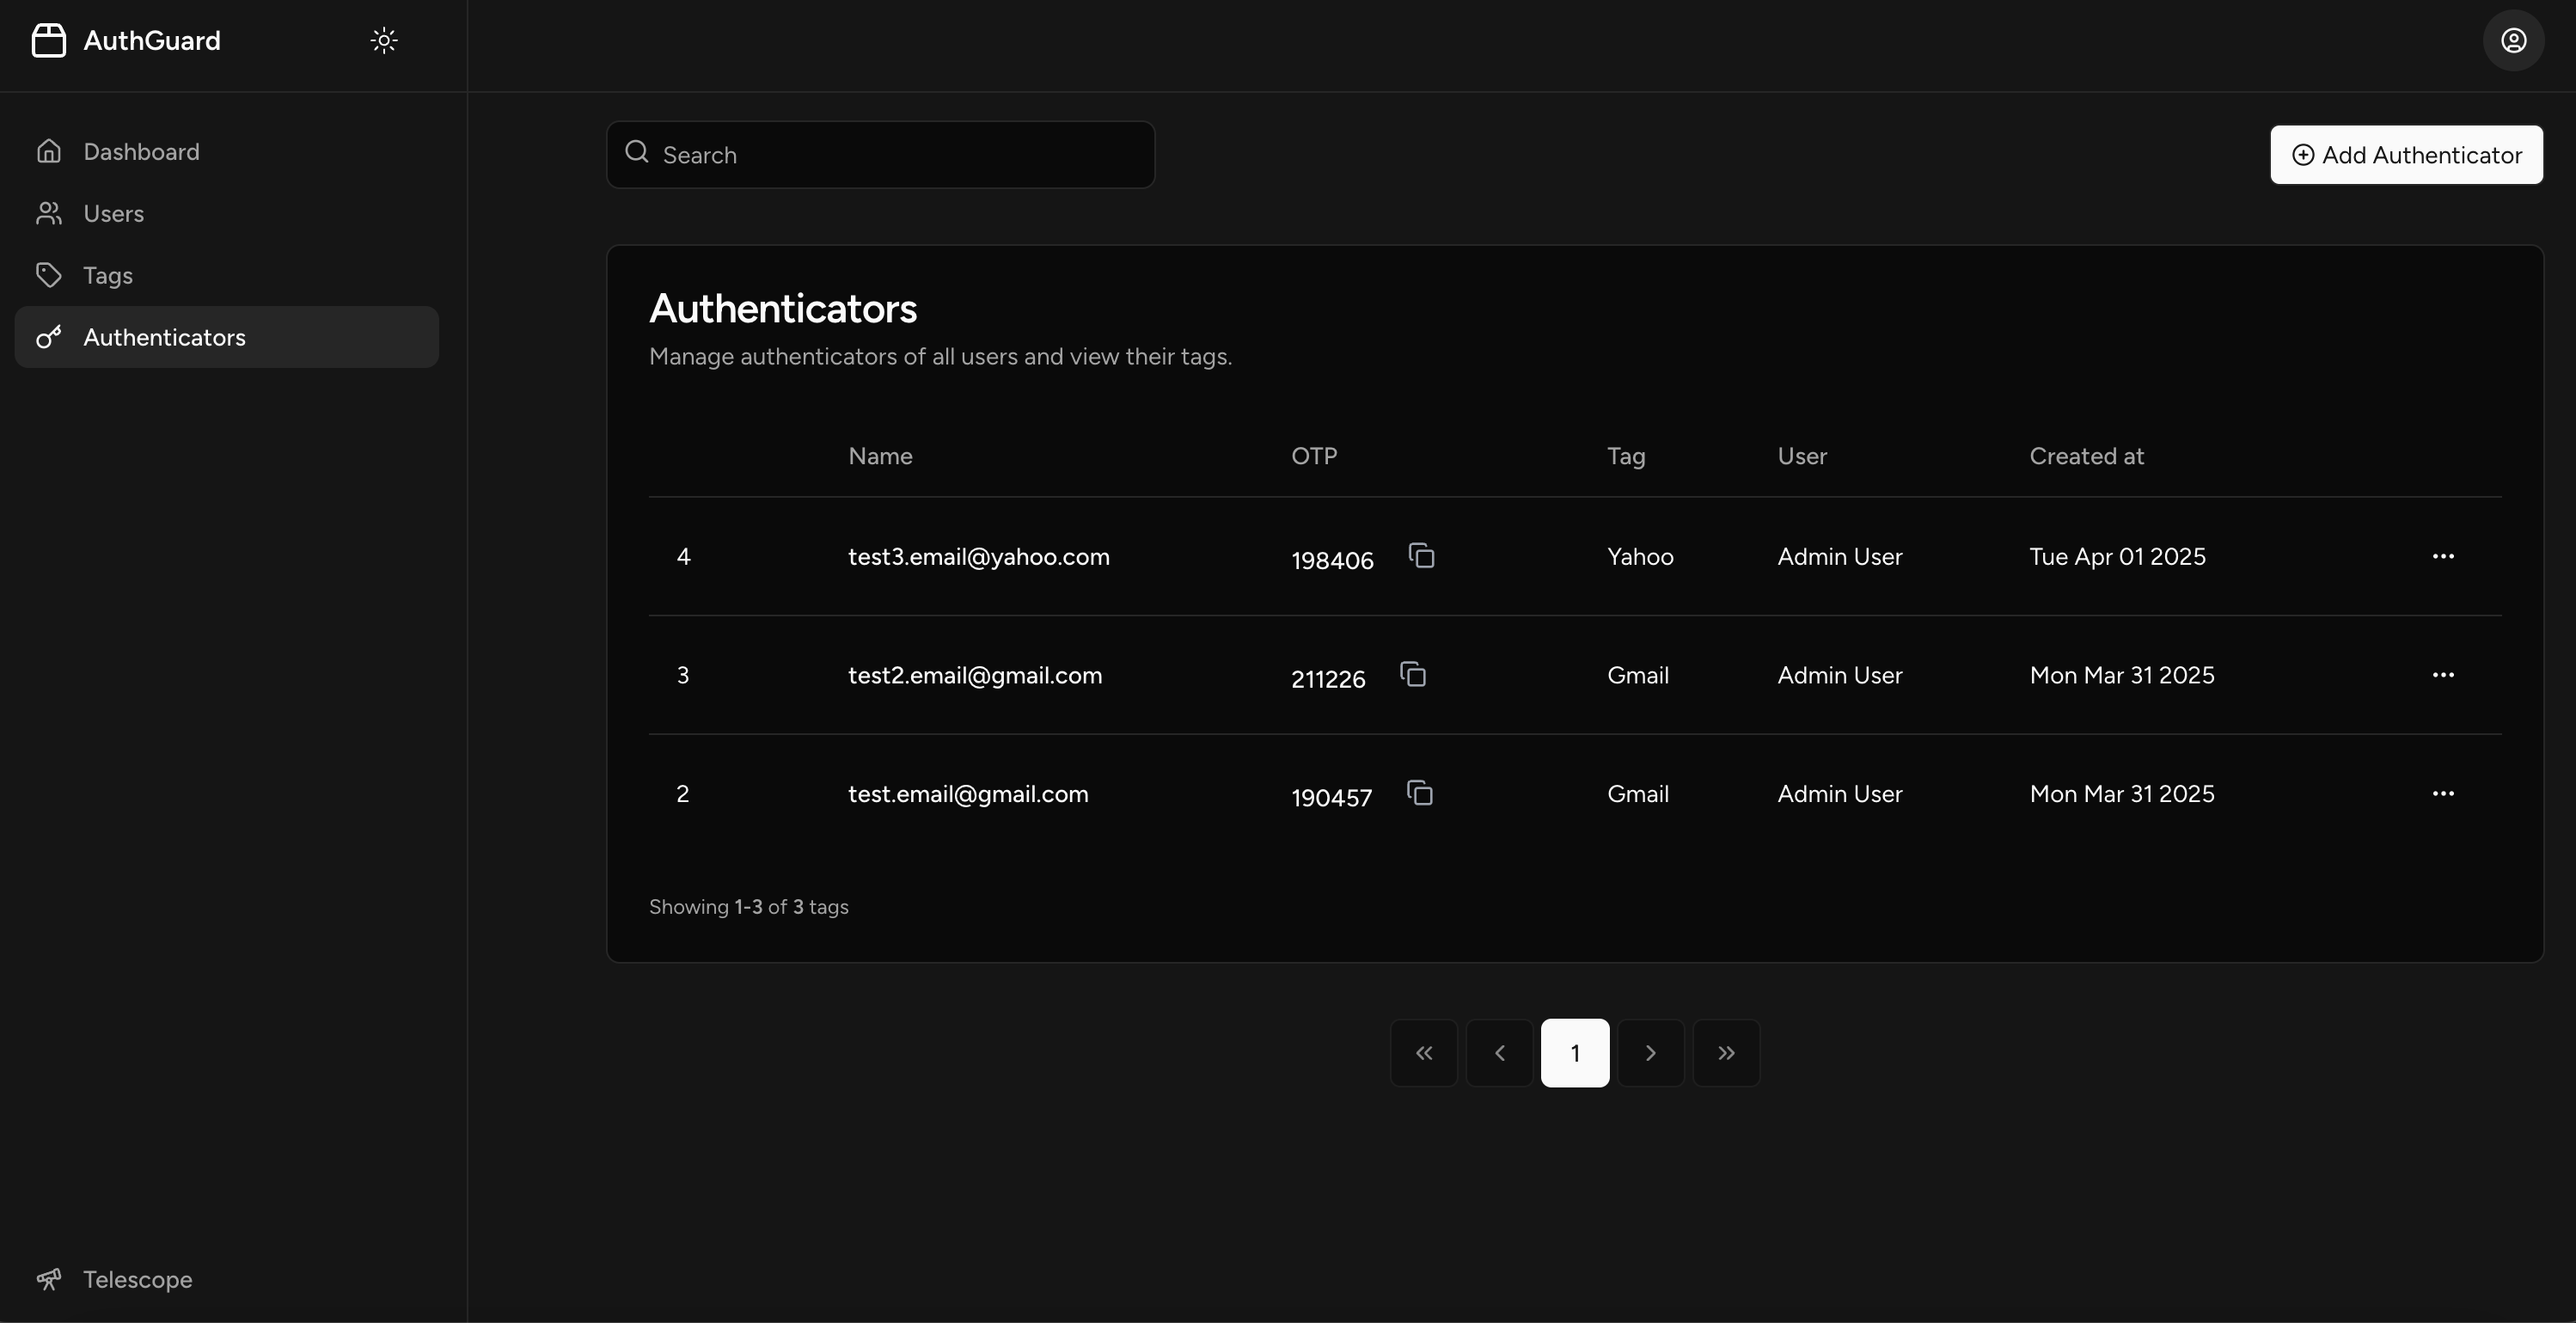 AuthGuard
Dashboard
Users
Tags
Authenticators
Telescope
Search
Add Authenticator
Authenticators
Manage authenticators of all users and view their tags.
Name OTP Tag User Created at
4 test3.email@yahoo.com 198406 Yahoo Admin User Tue Apr 01 2025
3 test2.email@gmail.com 211226 Gmail Admin User Mon Mar 31 2025
2 test.email@gmail.com 190457 Gmail Admin User Mon Mar 31 2025
Showing 1-3 of 3 tags
1